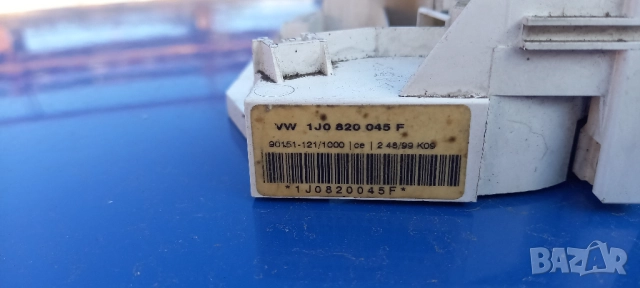 VW 1J0 820 045 F
90151-121/1000 | ce | 2 48/99 K09
*1J0820045F*
BAZAR